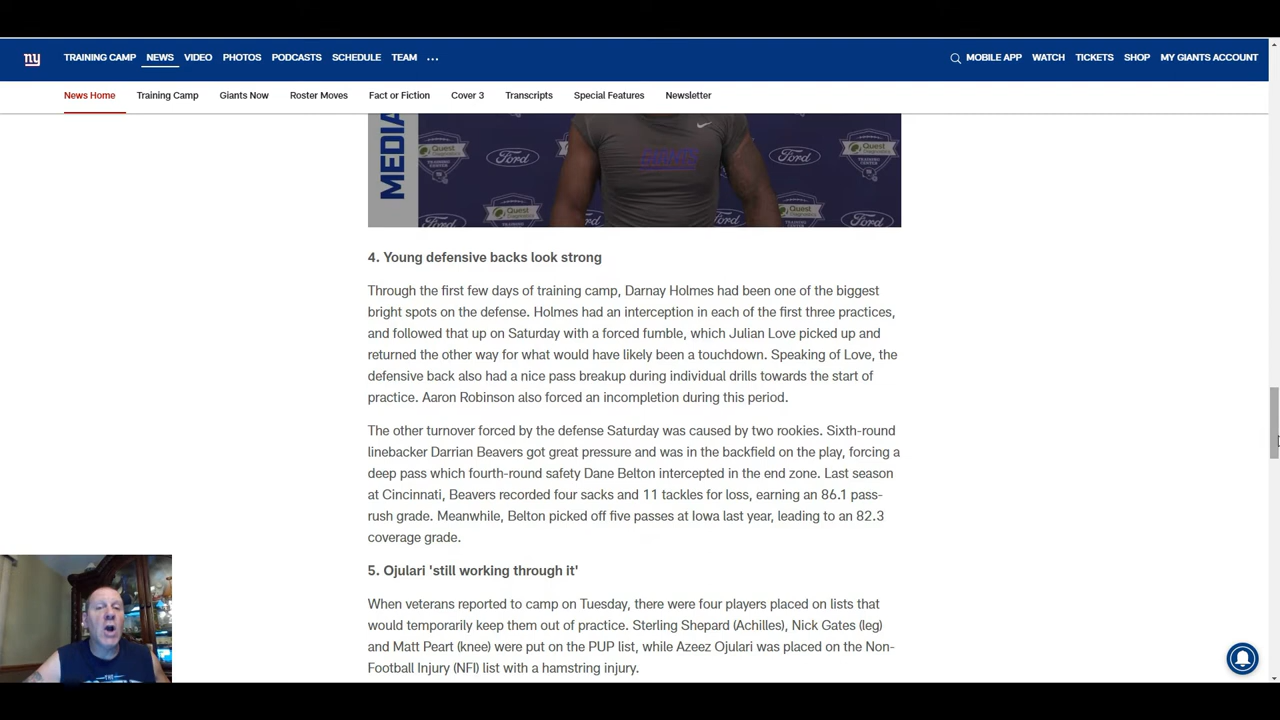 ny
TRAINING CAMP NEWS VIDEO PHOTOS PODCASTS SCHEDULE TEAM ...
MOBILE APP WATCH TICKETS SHOP MY GIANTS ACCOUNT
News Home Training Camp Giants Now Roster Moves Fact or Fiction Cover 3 Transcripts Special Features Newsletter
MEDIA
Quest
Ford
Ford
Quest
Quest
Ford
Ford
Quest
Ford
4. Young defensive backs look strong
Through the first few days of training camp, Darnay Holmes had been one of the biggest
bright spots on the defense. Holmes had an interception in each of the first three practices,
and followed that up on Saturday with a forced fumble, which Julian Love picked up and
returned the other way for what would have likely been a touchdown. Speaking of Love, the
defensive back also had a nice pass breakup during individual drills towards the start of
practice. Aaron Robinson also forced an incompletion during this period.
The other turnover forced by the defense Saturday was caused by two rookies. Sixth-round
linebacker Darrian Beavers got great pressure and was in the backfield on the play, forcing a
deep pass which fourth-round safety Dane Belton intercepted in the end zone. Last season
at Cincinnati, Beavers recorded four sacks and 11 tackles for loss, earning an 86.1 pass-
rush grade. Meanwhile, Belton picked off five passes at Iowa last year, leading to an 82.3
coverage grade.
5. Ojulari 'still working through it'
When veterans reported to camp on Tuesday, there were four players placed on lists that
would temporarily keep them out of practice. Sterling Shepard (Achilles), Nick Gates (leg)
and Matt Peart (knee) were put on the PUP list, while Azeez Ojulari was placed on the Non-
Football Injury (NFI) list with a hamstring injury.